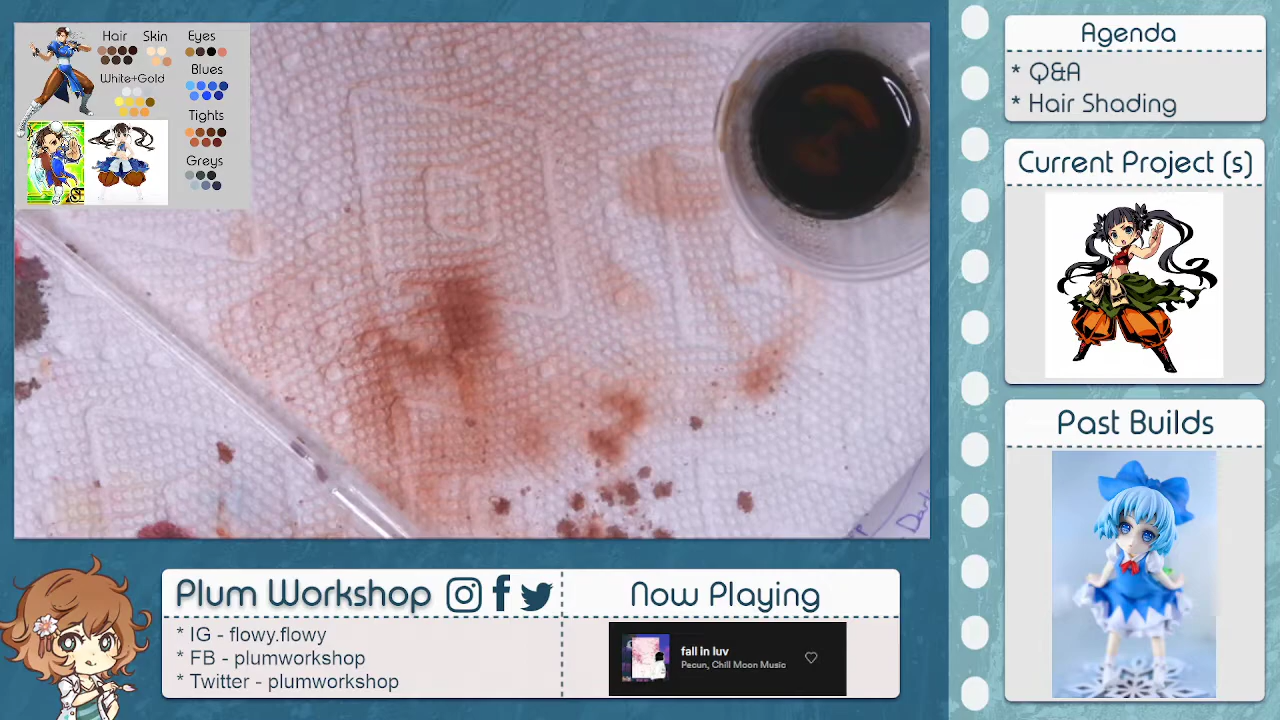 Hair Skin Eyes
White+Gold
Blues
Tights
Greys
Agenda
* Q&A
* Hair Shading
Current Project (s)
Past Builds
Plum Workshop
* IG - flowy.flowy
* FB - plumworkshop
* Twitter - plumworkshop
Now Playing
fall in luv
Pecun, Chill Moon Music